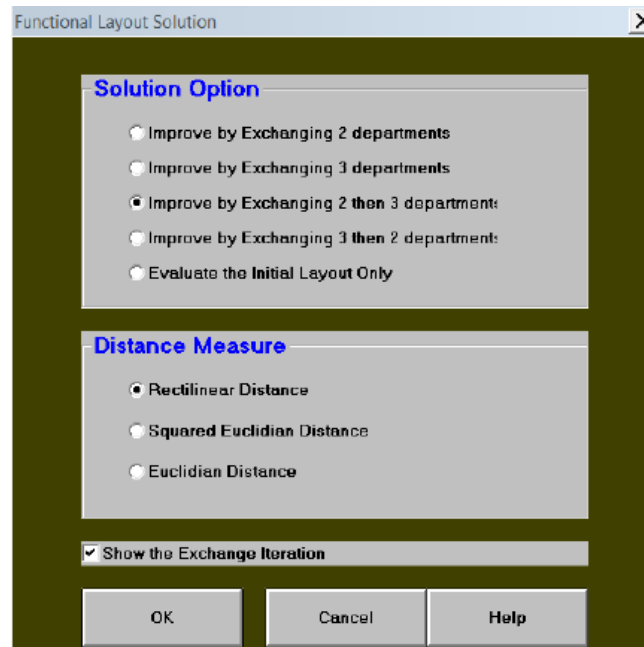 Functional Layout Solution
Solution Option
Improve by Exchanging 2 departments
Improve by Exchanging 3 departments
Improve by Exchanging 2 then 3 departments
Improve by Exchanging 3 then 2 departments
Evaluate the Initial Layout Only
Distance Measure
Rectilinear Distance
Squared Euclidian Distance
Euclidian Distance
Show the Exchange Iteration
OK
Cancel
Help